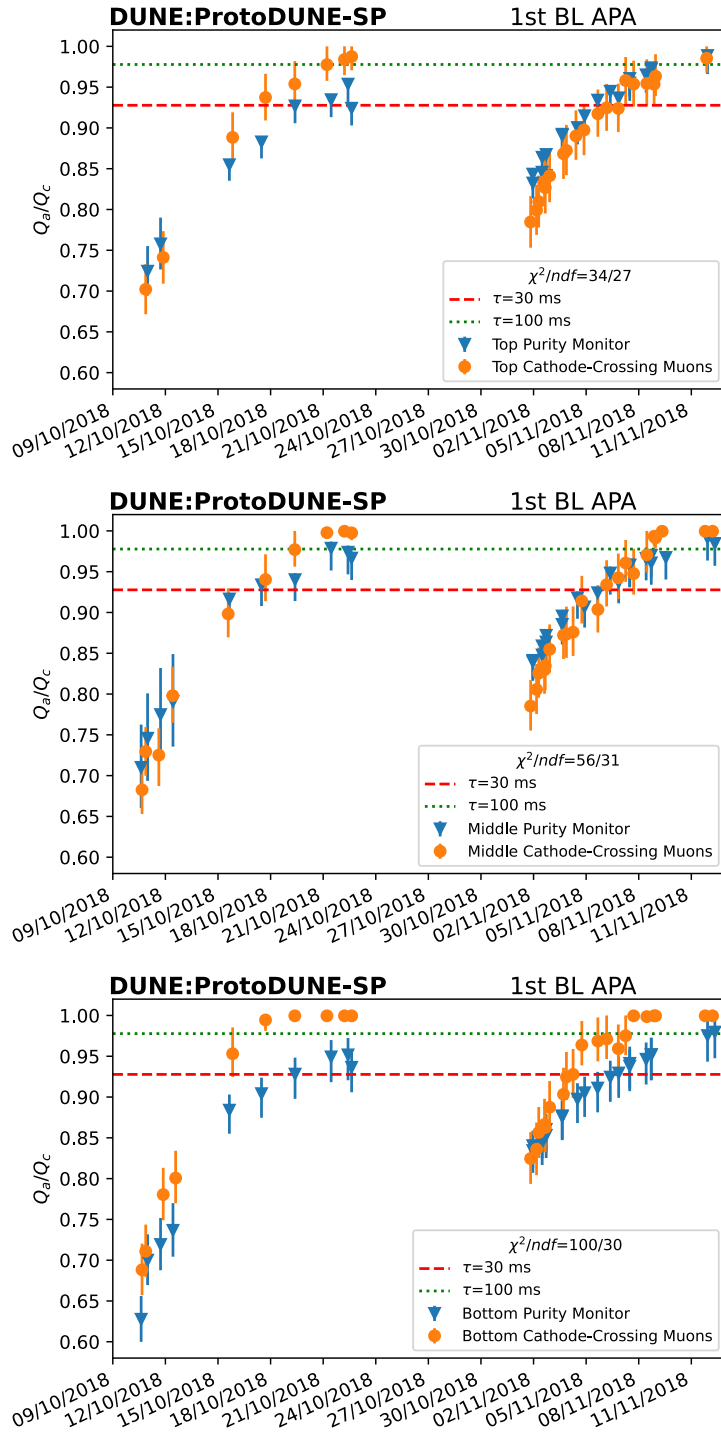 DUNE:ProtoDUNE-SP 1st BL APA
1.00
0.95
0.90
0.85
0.80
0.75
0.70
0.65
0.60
Qa/Qc
χ²/ndf=34/27
τ=30 ms
τ=100 ms
Top Purity Monitor
Top Cathode-Crossing Muons
09/10/2018 12/10/2018 15/10/2018 18/10/2018 21/10/2018 24/10/2018 27/10/2018 30/10/2018 02/11/2018 05/11/2018 08/11/2018 11/11/2018
DUNE:ProtoDUNE-SP 1st BL APA
1.00
0.95
0.90
0.85
0.80
0.75
0.70
0.65
0.60
Qa/Qc
χ²/ndf=56/31
τ=30 ms
τ=100 ms
Middle Purity Monitor
Middle Cathode-Crossing Muons
09/10/2018 12/10/2018 15/10/2018 18/10/2018 21/10/2018 24/10/2018 27/10/2018 30/10/2018 02/11/2018 05/11/2018 08/11/2018 11/11/2018
DUNE:ProtoDUNE-SP 1st BL APA
1.00
0.95
0.90
0.85
0.80
0.75
0.70
0.65
0.60
Qa/Qc
χ²/ndf=100/30
τ=30 ms
τ=100 ms
Bottom Purity Monitor
Bottom Cathode-Crossing Muons
09/10/2018 12/10/2018 15/10/2018 18/10/2018 21/10/2018 24/10/2018 27/10/2018 30/10/2018 02/11/2018 05/11/2018 08/11/2018 11/11/2018